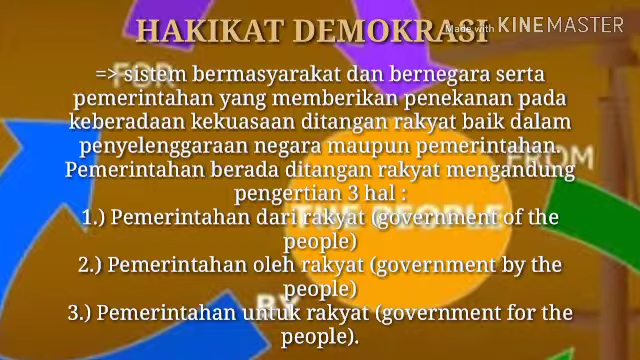 HAKIKAT DEMOKRASI
Made with KINEMASTER
=> sistem bermasyarakat dan bernegara serta
pemerintahan yang memberikan penekanan pada
keberadaan kekuasaan ditangan rakyat baik dalam
penyelenggaraan negara maupun pemerintahan.
Pemerintahan berada ditangan rakyat mengandung
pengertian 3 hal :
1.) Pemerintahan dari rakyat (government of the
people)
2.) Pemerintahan oleh rakyat (government by the
people)
3.) Pemerintahan untuk rakyat (government for the
people).
FOR
FROM
THE PEOPLE
BY